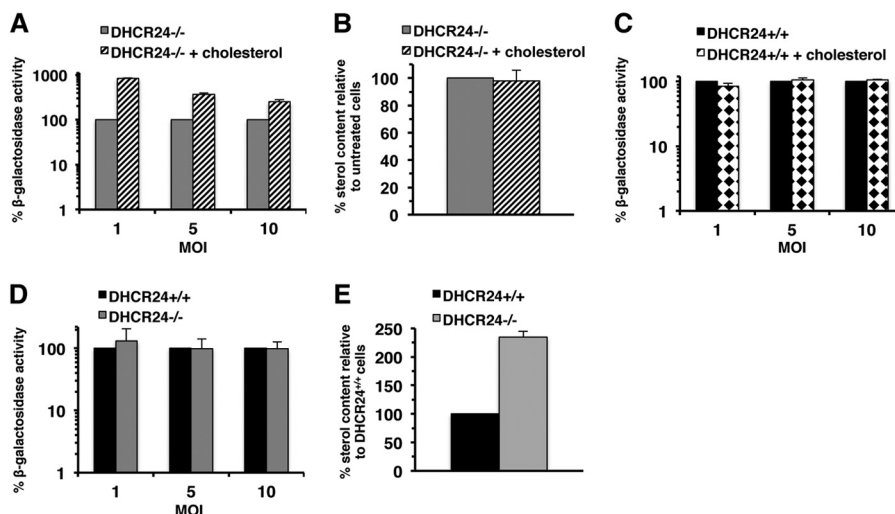 A
DHCR24-/-
DHCR24-/- + cholesterol
% β-galactosidase activity
1000
100
10
1
1 5 10
MOI
B
DHCR24-/-
DHCR24-/- + cholesterol
% sterol content relative
to untreated cells
100
80
60
40
20
0
C
DHCR24+/+
DHCR24+/+ + cholesterol
% β-galactosidase activity
100
10
1
1 5 10
MOI
D
DHCR24+/+
DHCR24-/-
% β-galactosidase activity
100
10
1
1 5 10
MOI
E
DHCR24+/+
DHCR24-/-
% sterol content relative
to DHCR24+/+ cells
250
200
150
100
50
0